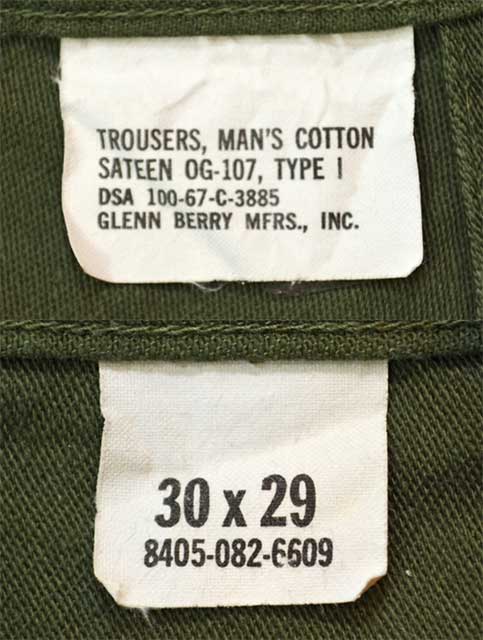 TROUSERS, MAN'S COTTON
SATEEN OG-107, TYPE I
DSA 100-67-C-3885
GLENN BERRY MFRS., INC.
30 x 29
8405-082-6609